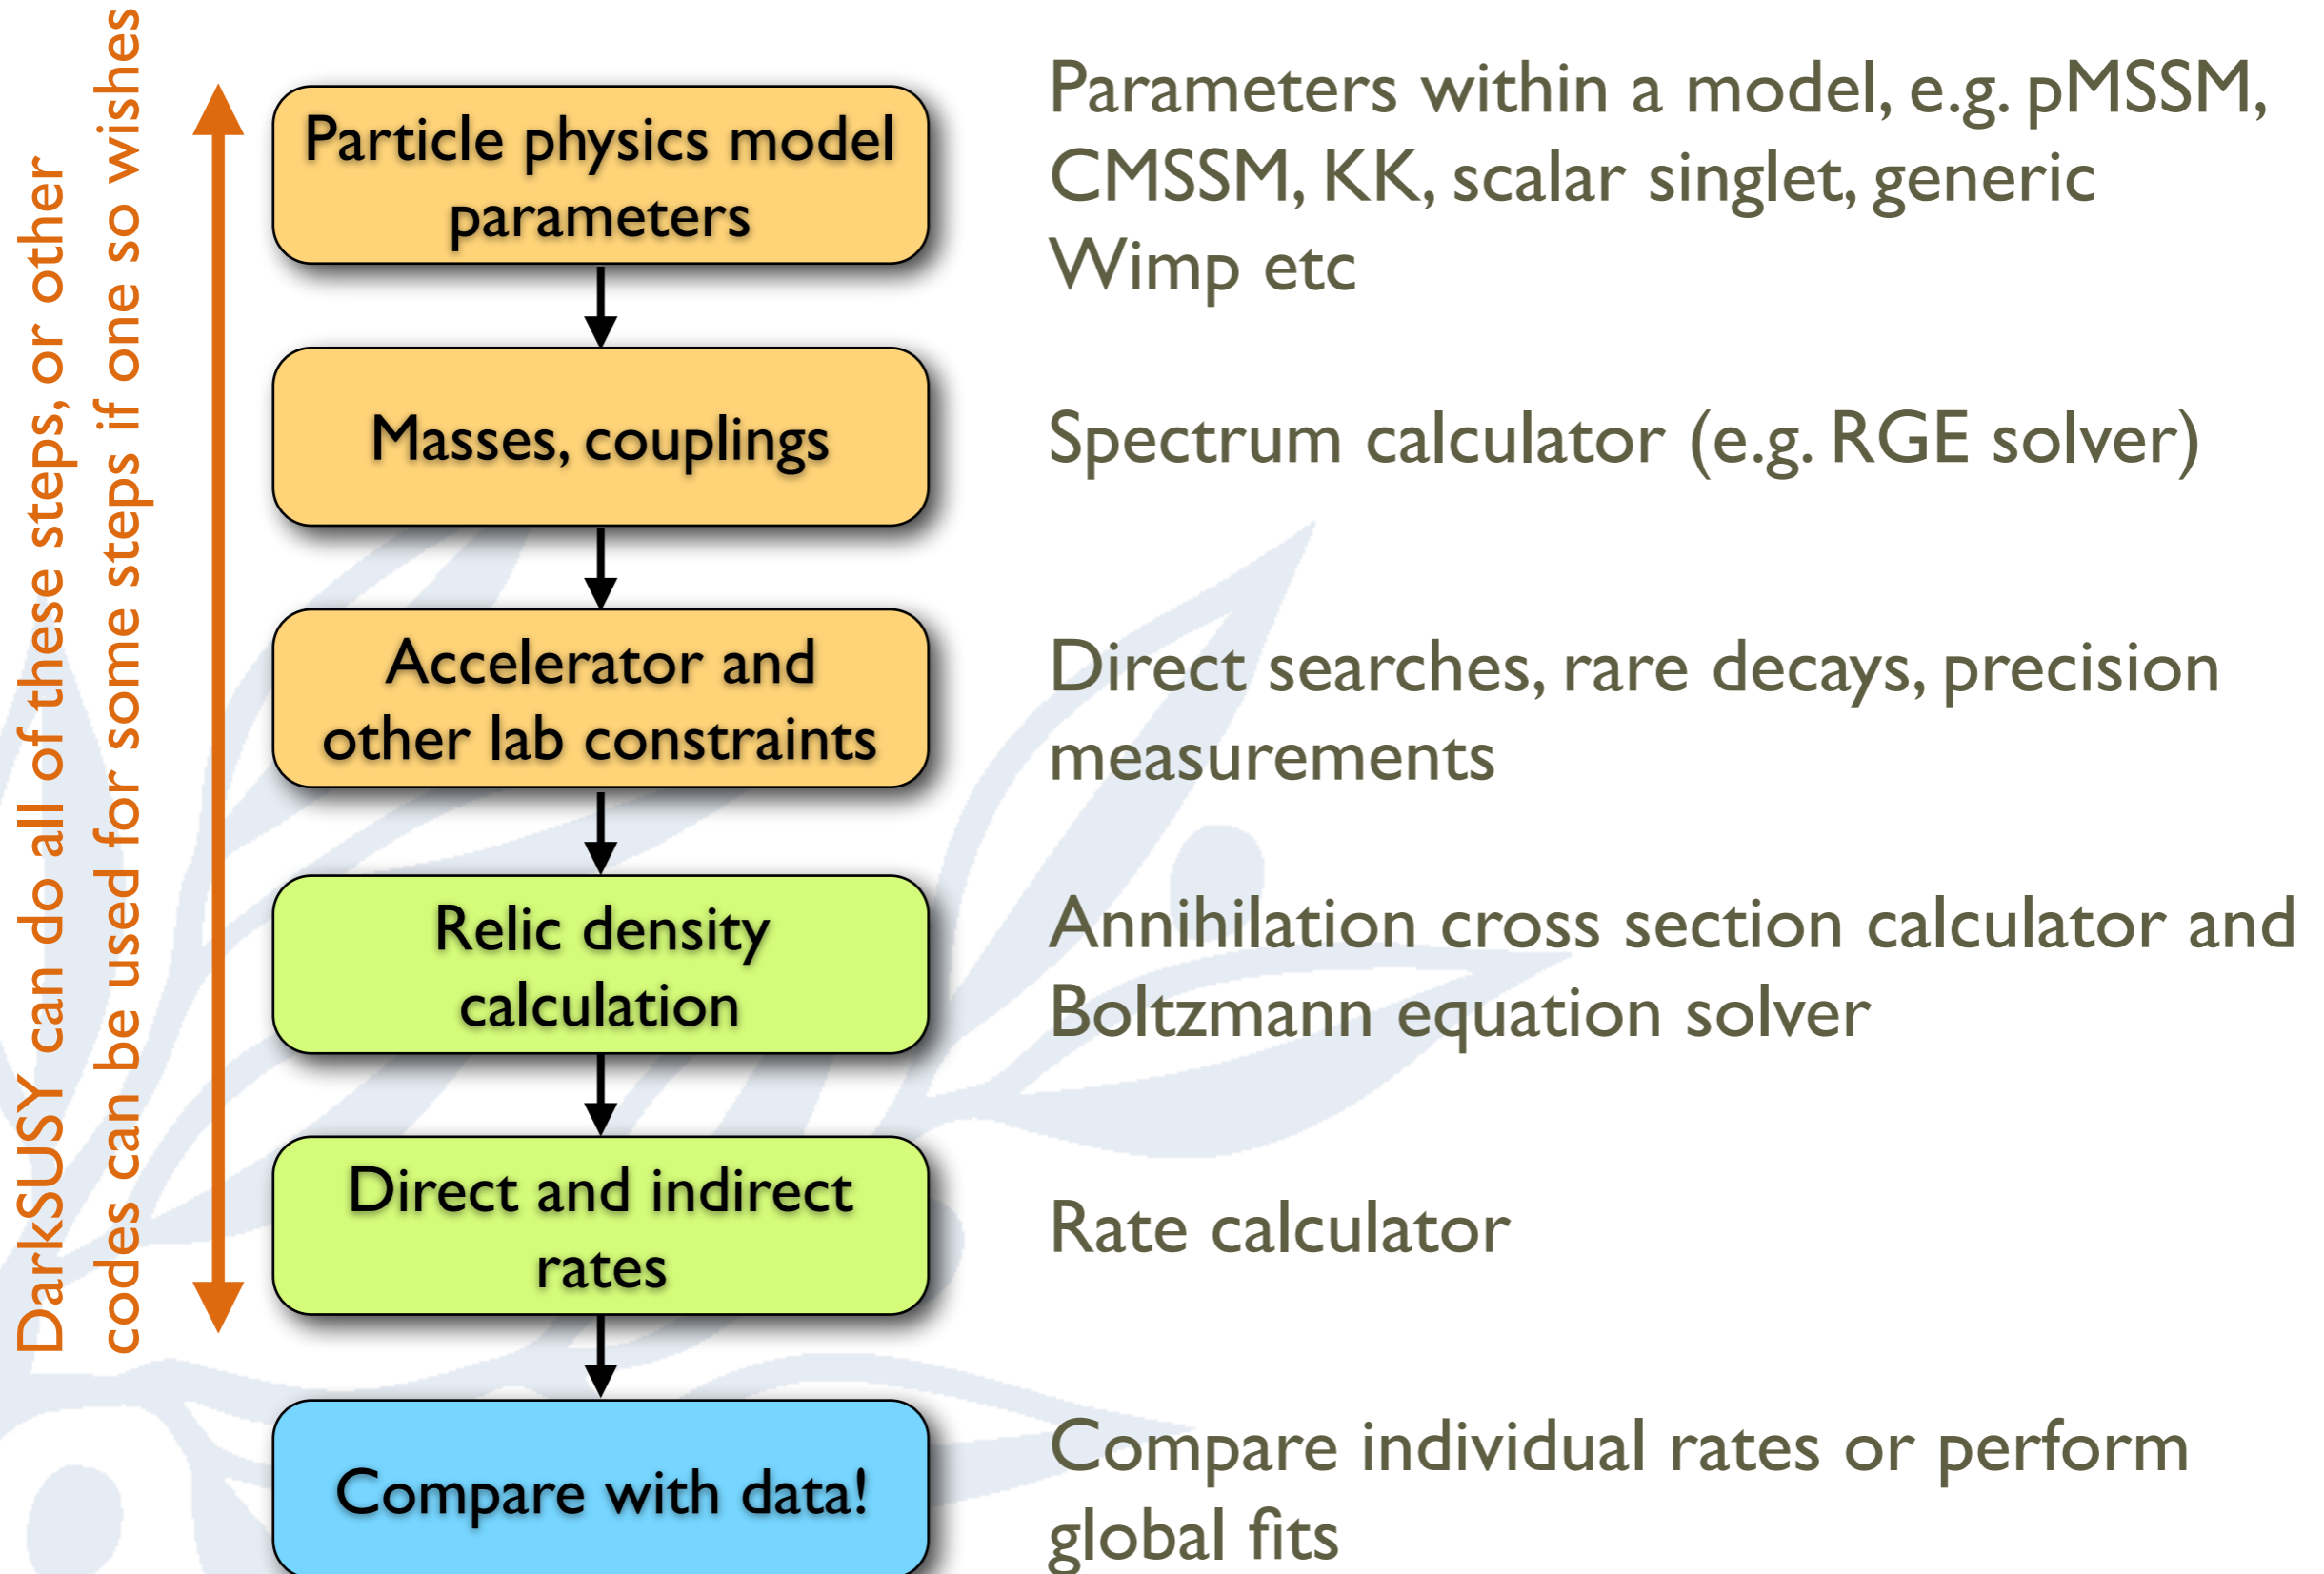 DarkSUSY can do all of these steps, or other
codes can be used for some steps if one so wishes
Particle physics model
parameters
Parameters within a model, e.g. pMSSM,
CMSSM, KK, scalar singlet, generic
Wimp etc
Masses, couplings
Spectrum calculator (e.g. RGE solver)
Accelerator and
other lab constraints
Direct searches, rare decays, precision
measurements
Relic density
calculation
Annihilation cross section calculator and
Boltzmann equation solver
Direct and indirect
rates
Rate calculator
Compare with data!
Compare individual rates or perform
global fits